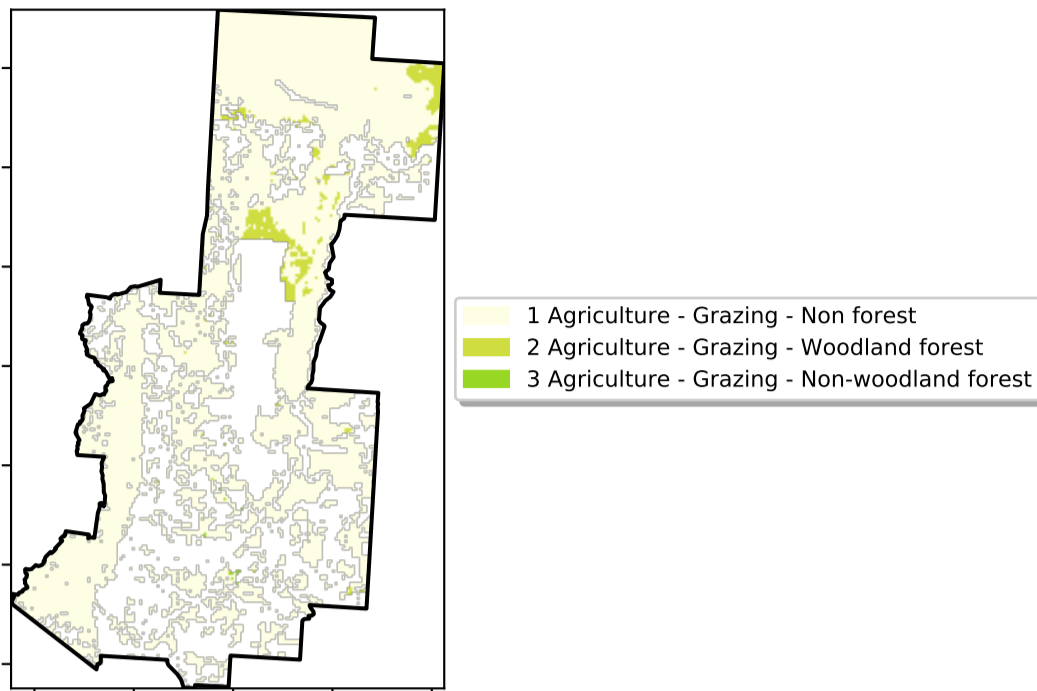 1 Agriculture - Grazing - Non forest
2 Agriculture - Grazing - Woodland forest
3 Agriculture - Grazing - Non-woodland forest